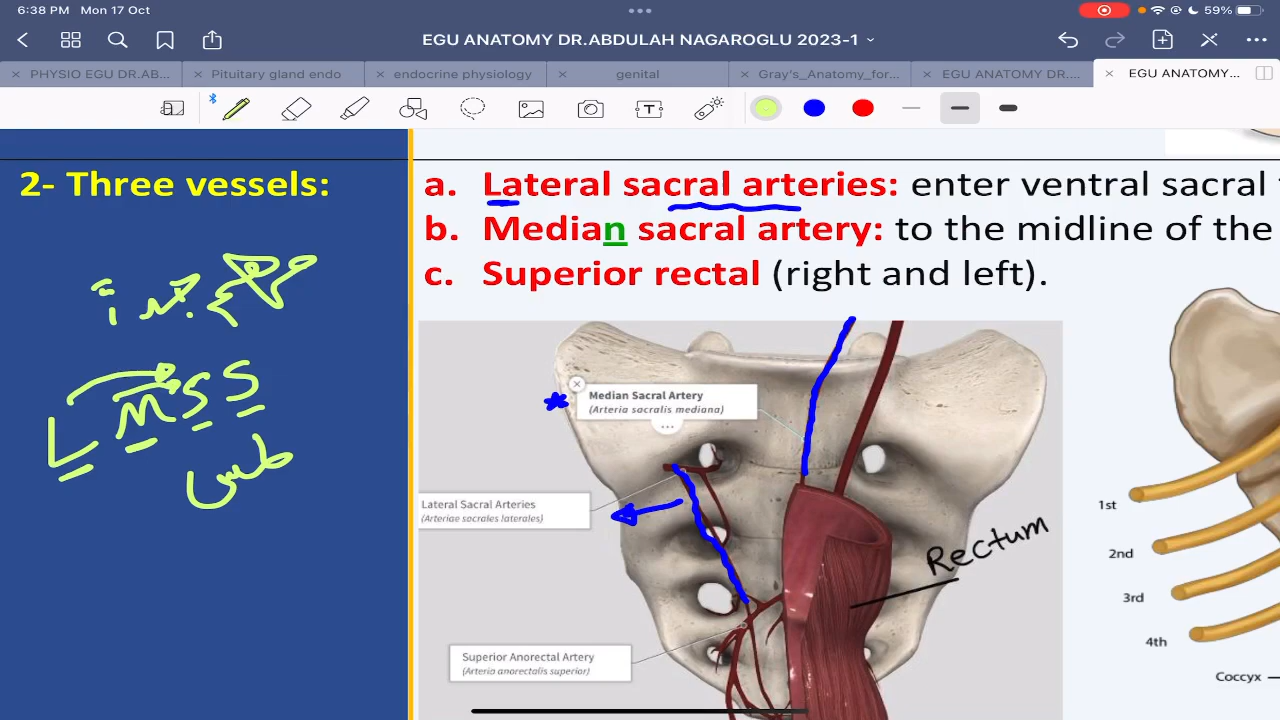 6:38 PM Mon 17 Oct
59%
EGU ANATOMY DR.ABDULAH NAGAROGLU 2023-1
PHYSIO EGU DR.AB...
Pituitary gland endo
endocrine physiology
genital
Gray's_Anatomy_for...
EGU ANATOMY DR....
EGU ANATOMY...
2- Three vessels:
a. Lateral sacral arteries: enter ventral sacral
b. Median sacral artery: to the midline of the
c. Superior rectal (right and left).
L M S S
بس
Median Sacral Artery
(Arteria sacralis mediana)
Lateral Sacral Arteries
(Arteriae sacrales laterales)
Rectum
Superior Anorectal Artery
(Arteria anorectalis superior)
1st
2nd
3rd
4th
Coccyx